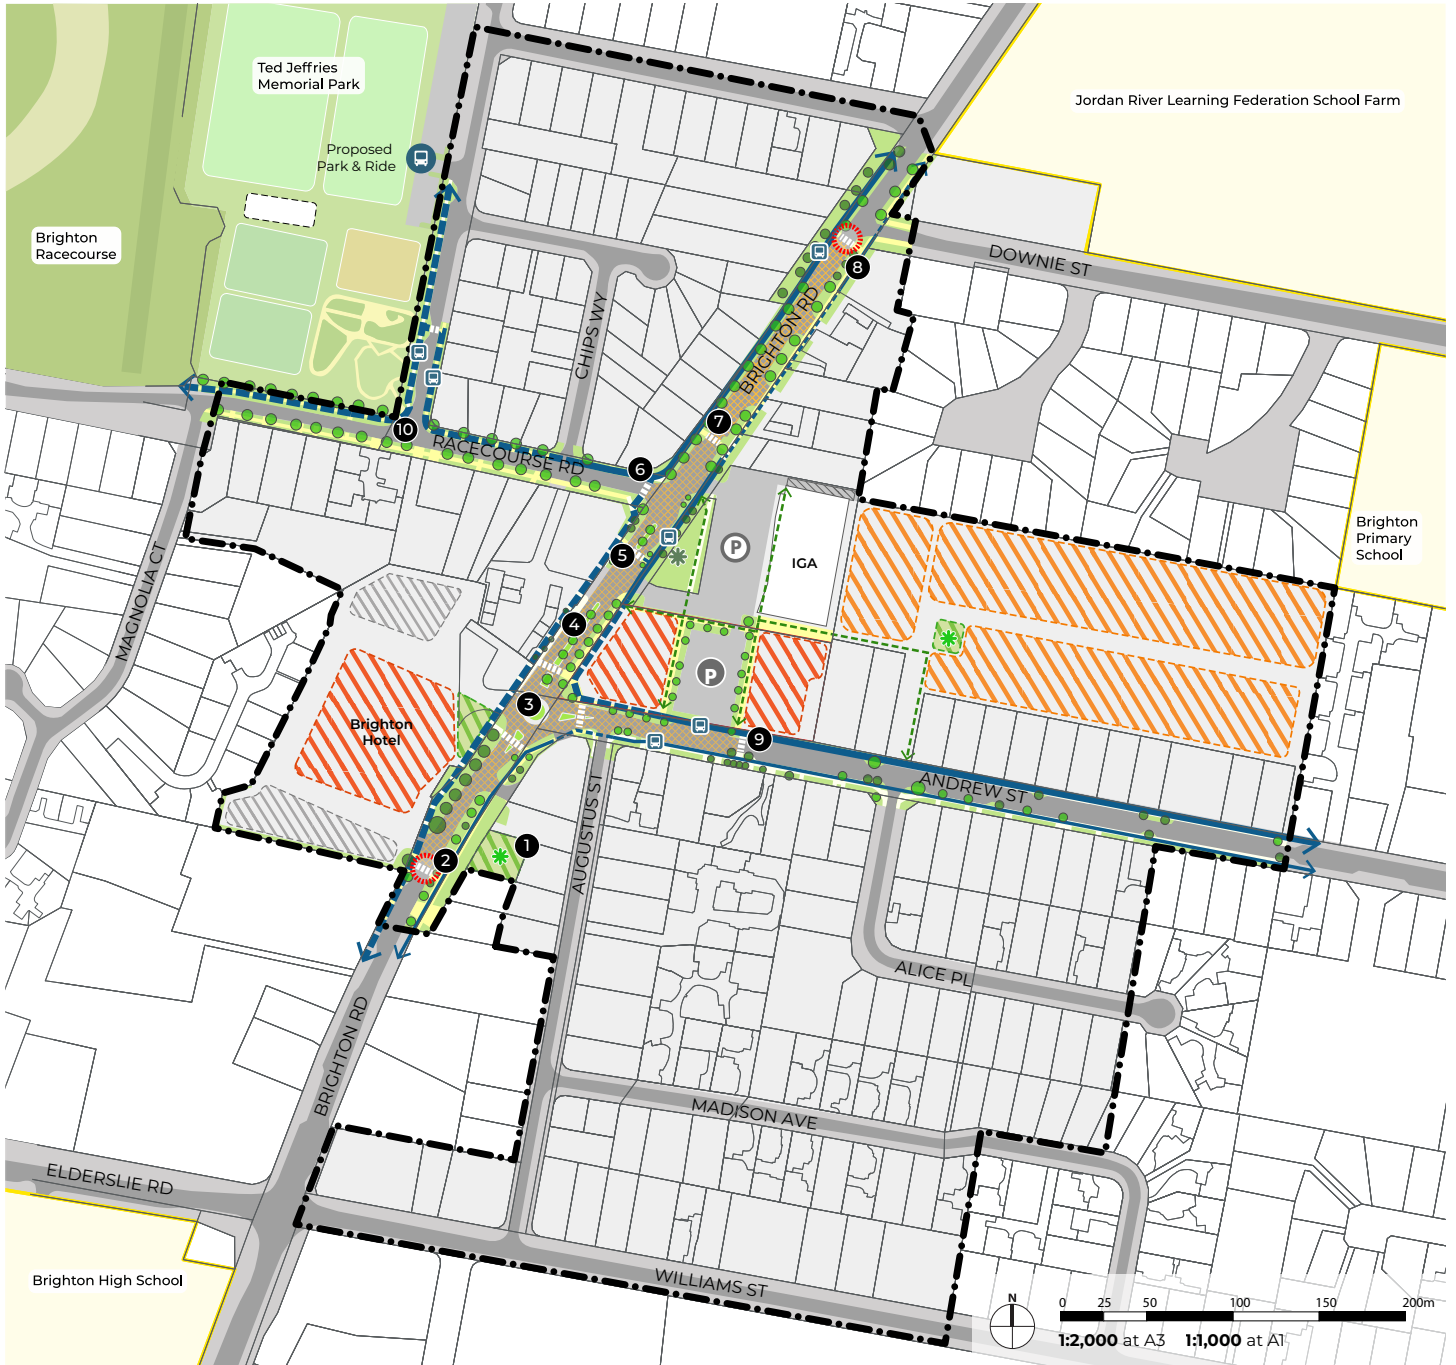 Ted Jeffries
Memorial Park
Jordan River Learning Federation School Farm
Proposed
Park & Ride
Brighton
Racecourse
8
DOWNIE ST
CHIPS WY
BRIGHTON RD
7
10
RACECOURSE RD
6
Brighton
Primary
School
P
IGA
5
MAGNOLIA CT
4
P
3
Brighton
Hotel
9
ANDREW ST
AUGUSTUS ST
1
2
ALICE PL
BRIGHTON RD
MADISON AVE
ELDERSLIE RD
Brighton High School
WILLIAMS ST
N
0 25 50 100 150 200m
1:2,000 at A3 1:1,000 at A1